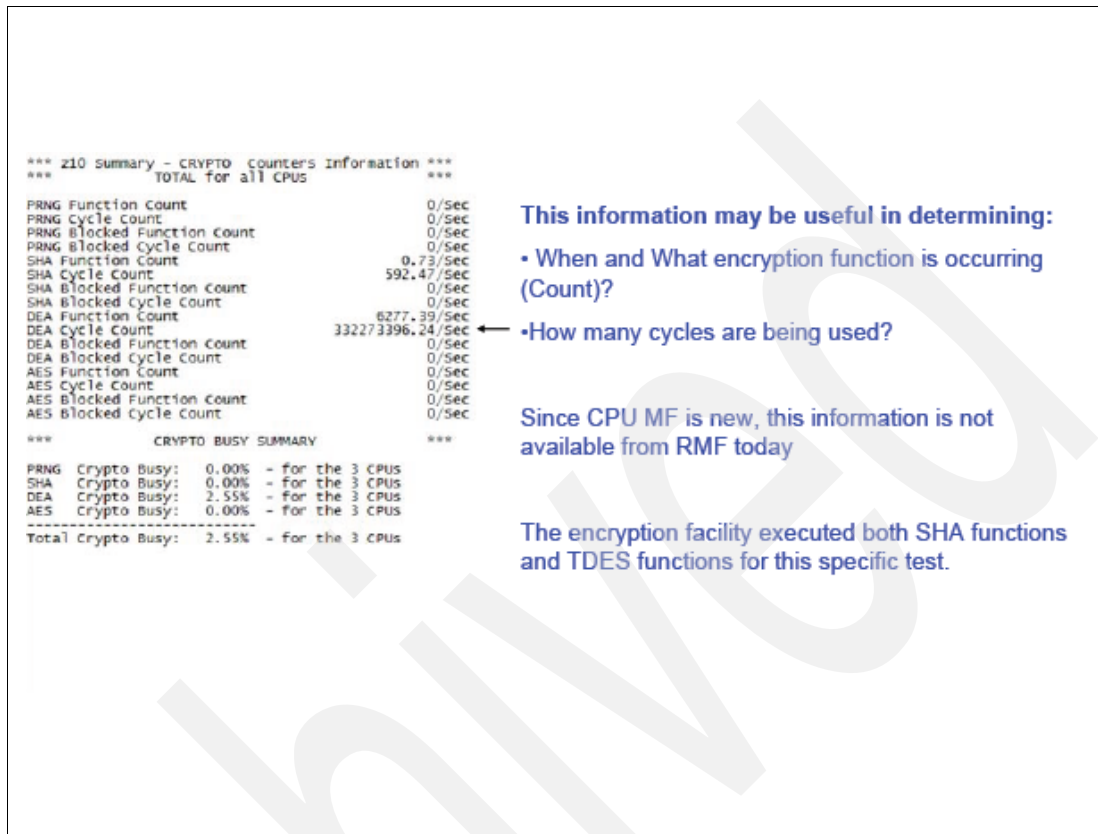 *** z10 Summary - CRYPTO Counters Information ***
*** TOTAL for all CPUs ***
PRNG Function Count 0/Sec
PRNG Cycle Count 0/Sec
PRNG Blocked Function Count 0/Sec
PRNG Blocked Cycle Count 0/Sec
SHA Function Count 0.73/Sec
SHA Cycle Count 592.47/Sec
SHA Blocked Function Count 0/Sec
SHA Blocked Cycle Count 0/Sec
DEA Function Count 6277.39/Sec
DEA Cycle Count 332273396.24/Sec
DEA Blocked Function Count 0/Sec
DEA Blocked Cycle Count 0/Sec
AES Function Count 0/Sec
AES Cycle Count 0/Sec
AES Blocked Function Count 0/Sec
AES Blocked Cycle Count 0/Sec
*** CRYPTO BUSY SUMMARY ***
PRNG Crypto Busy: 0.00% - for the 3 CPUs
SHA Crypto Busy: 0.00% - for the 3 CPUs
DEA Crypto Busy: 2.55% - for the 3 CPUs
AES Crypto Busy: 0.00% - for the 3 CPUs
----------------------------
Total Crypto Busy: 2.55% - for the 3 CPUs
This information may be useful in determining:
• When and What encryption function is occurring
(Count)?
•How many cycles are being used?
Since CPU MF is new, this information is not
available from RMF today
The encryption facility executed both SHA functions
and TDES functions for this specific test.
hived